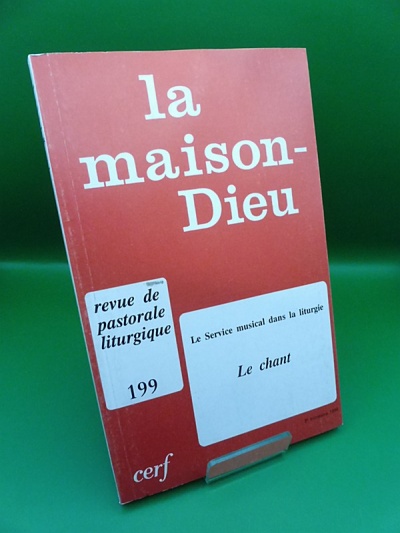 la
maison-
Dieu
revue de
pastorale
liturgique
199
Le Service musical dans la liturgie
Le chant
cerf